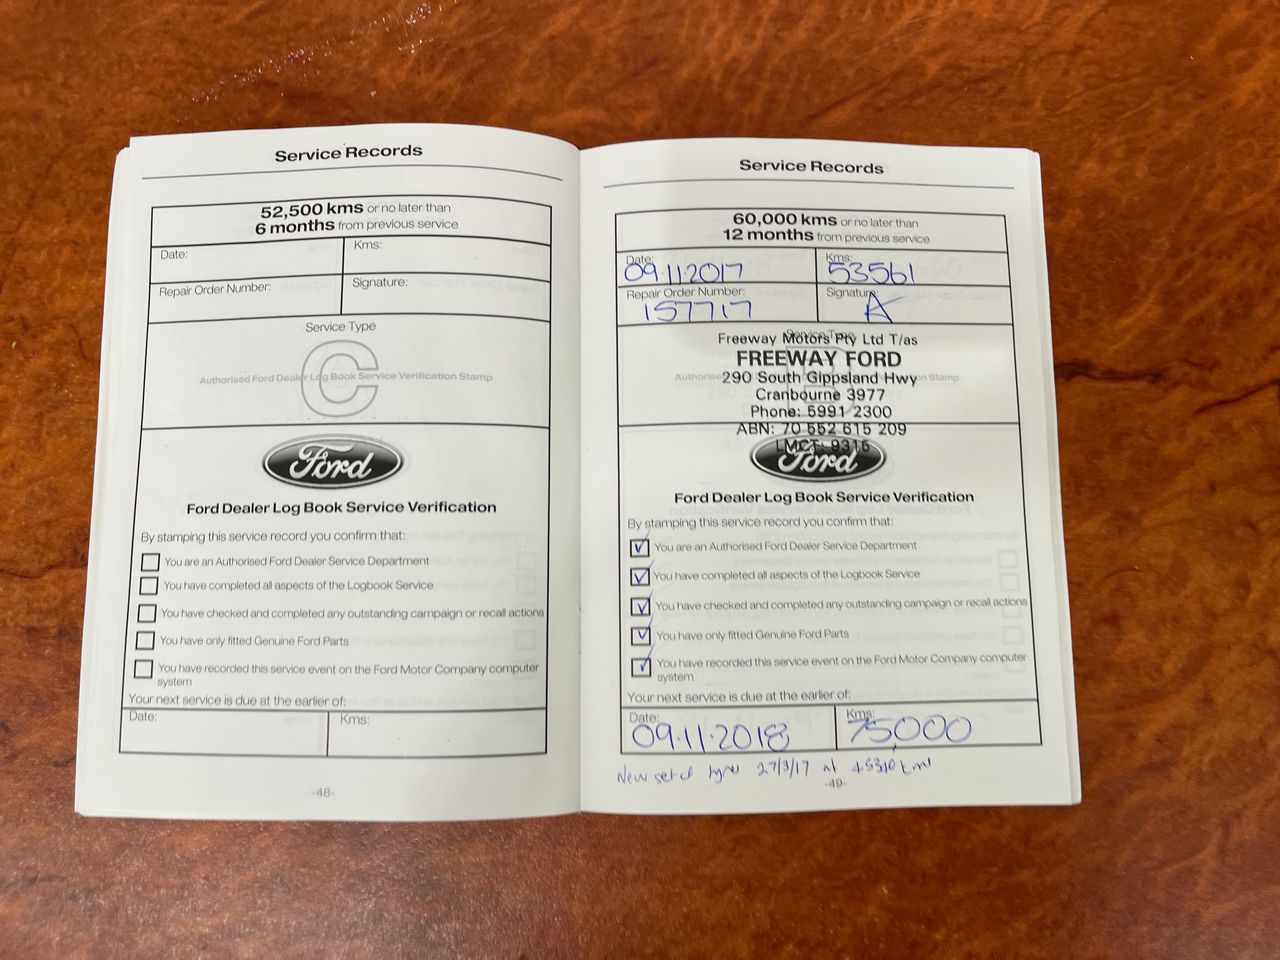 Service Records
52,500 kms or no later than
6 months from previous service
Date:
Kms:
Repair Order Number:
Signature:
Service Type
C
Authorised Ford Dealer Log Book Service Verification Stamp
Ford
Ford Dealer Log Book Service Verification
By stamping this service record you confirm that:
You are an Authorised Ford Dealer Service Department
You have completed all aspects of the Logbook Service
You have checked and completed any outstanding campaign or recall actions
You have only fitted Genuine Ford Parts
You have recorded this service event on the Ford Motor Company computer
system
Your next service is due at the earlier of:
Date:
Kms:
-48-
Service Records
60,000 kms or no later than
12 months from previous service
Date:
09.11.2017
Kms:
53561
Repair Order Number:
157717
Signature:
Service Type
Freeway Motors Pty Ltd T/as
FREEWAY FORD
290 South Gippsland Hwy
Cranbourne 3977
Phone: 5991 2300
ABN: 70 552 615 209
LMCT: 9316
Ford
Ford Dealer Log Book Service Verification
By stamping this service record you confirm that:
You are an Authorised Ford Dealer Service Department
You have completed all aspects of the Logbook Service
You have checked and completed any outstanding campaign or recall actions
You have only fitted Genuine Ford Parts
You have recorded this service event on the Ford Motor Company computer
system
Your next service is due at the earlier of:
Date:
09.11.2018
Kms:
75,000
New set of 27/3/17 at
-49-